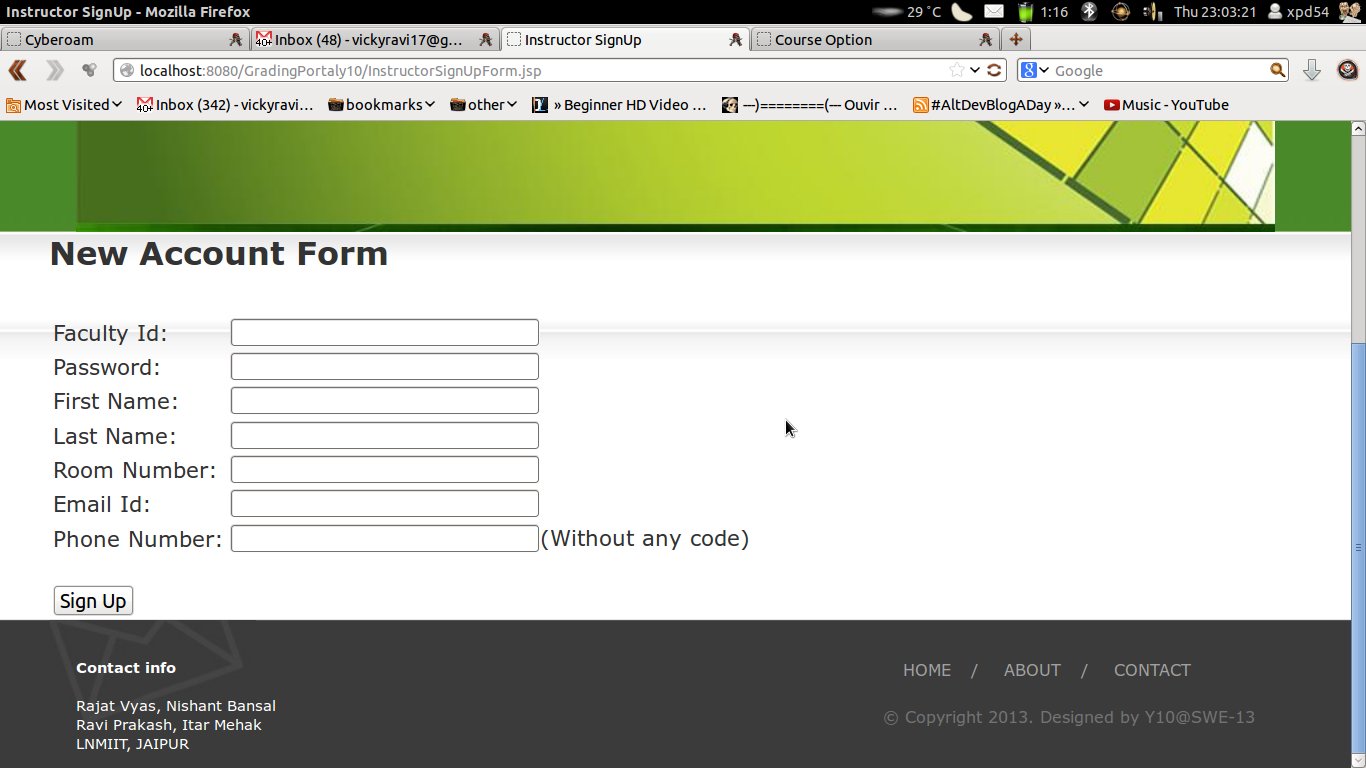 Instructor SignUp - Mozilla Firefox 29 °C 1:16 Thu 23:03:21 xpd54
Cyberoam Inbox (48) - vickyravi17@g... Instructor SignUp Course Option
localhost:8080/GradingPortaly10/InstructorSignUpForm.jsp Google
Most Visited Inbox (342) - vickyravi... bookmarks other » Beginner HD Video ... ---)========(--- Ouvir ... #AltDevBlogADay »... Music - YouTube
New Account Form
Faculty Id:
Password:
First Name:
Last Name:
Room Number:
Email Id:
Phone Number: (Without any code)
Sign Up
Contact info
Rajat Vyas, Nishant Bansal
Ravi Prakash, Itar Mehak
LNMIIT, JAIPUR
HOME / ABOUT / CONTACT
© Copyright 2013. Designed by Y10@SWE-13